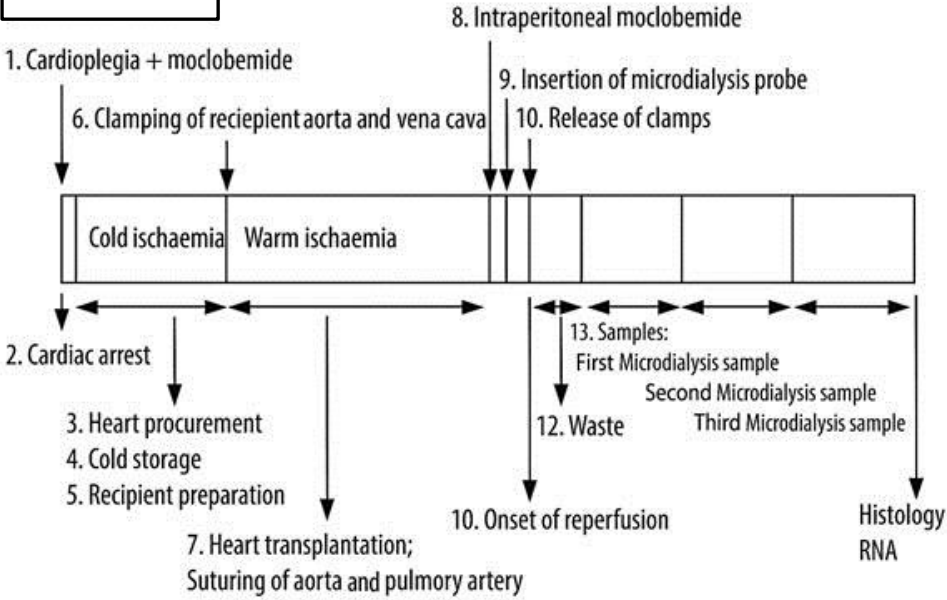 8. Intraperitoneal moclobemide
1. Cardioplegia + moclobemide
9. Insertion of microdialysis probe
6. Clamping of reciepient aorta and vena cava
10. Release of clamps
Cold ischaemia
Warm ischaemia
2. Cardiac arrest
13. Samples:
First Microdialysis sample
Second Microdialysis sample
Third Microdialysis sample
3. Heart procurement
4. Cold storage
5. Recipient preparation
12. Waste
10. Onset of reperfusion
7. Heart transplantation;
Suturing of aorta and pulmory artery
Histology
RNA